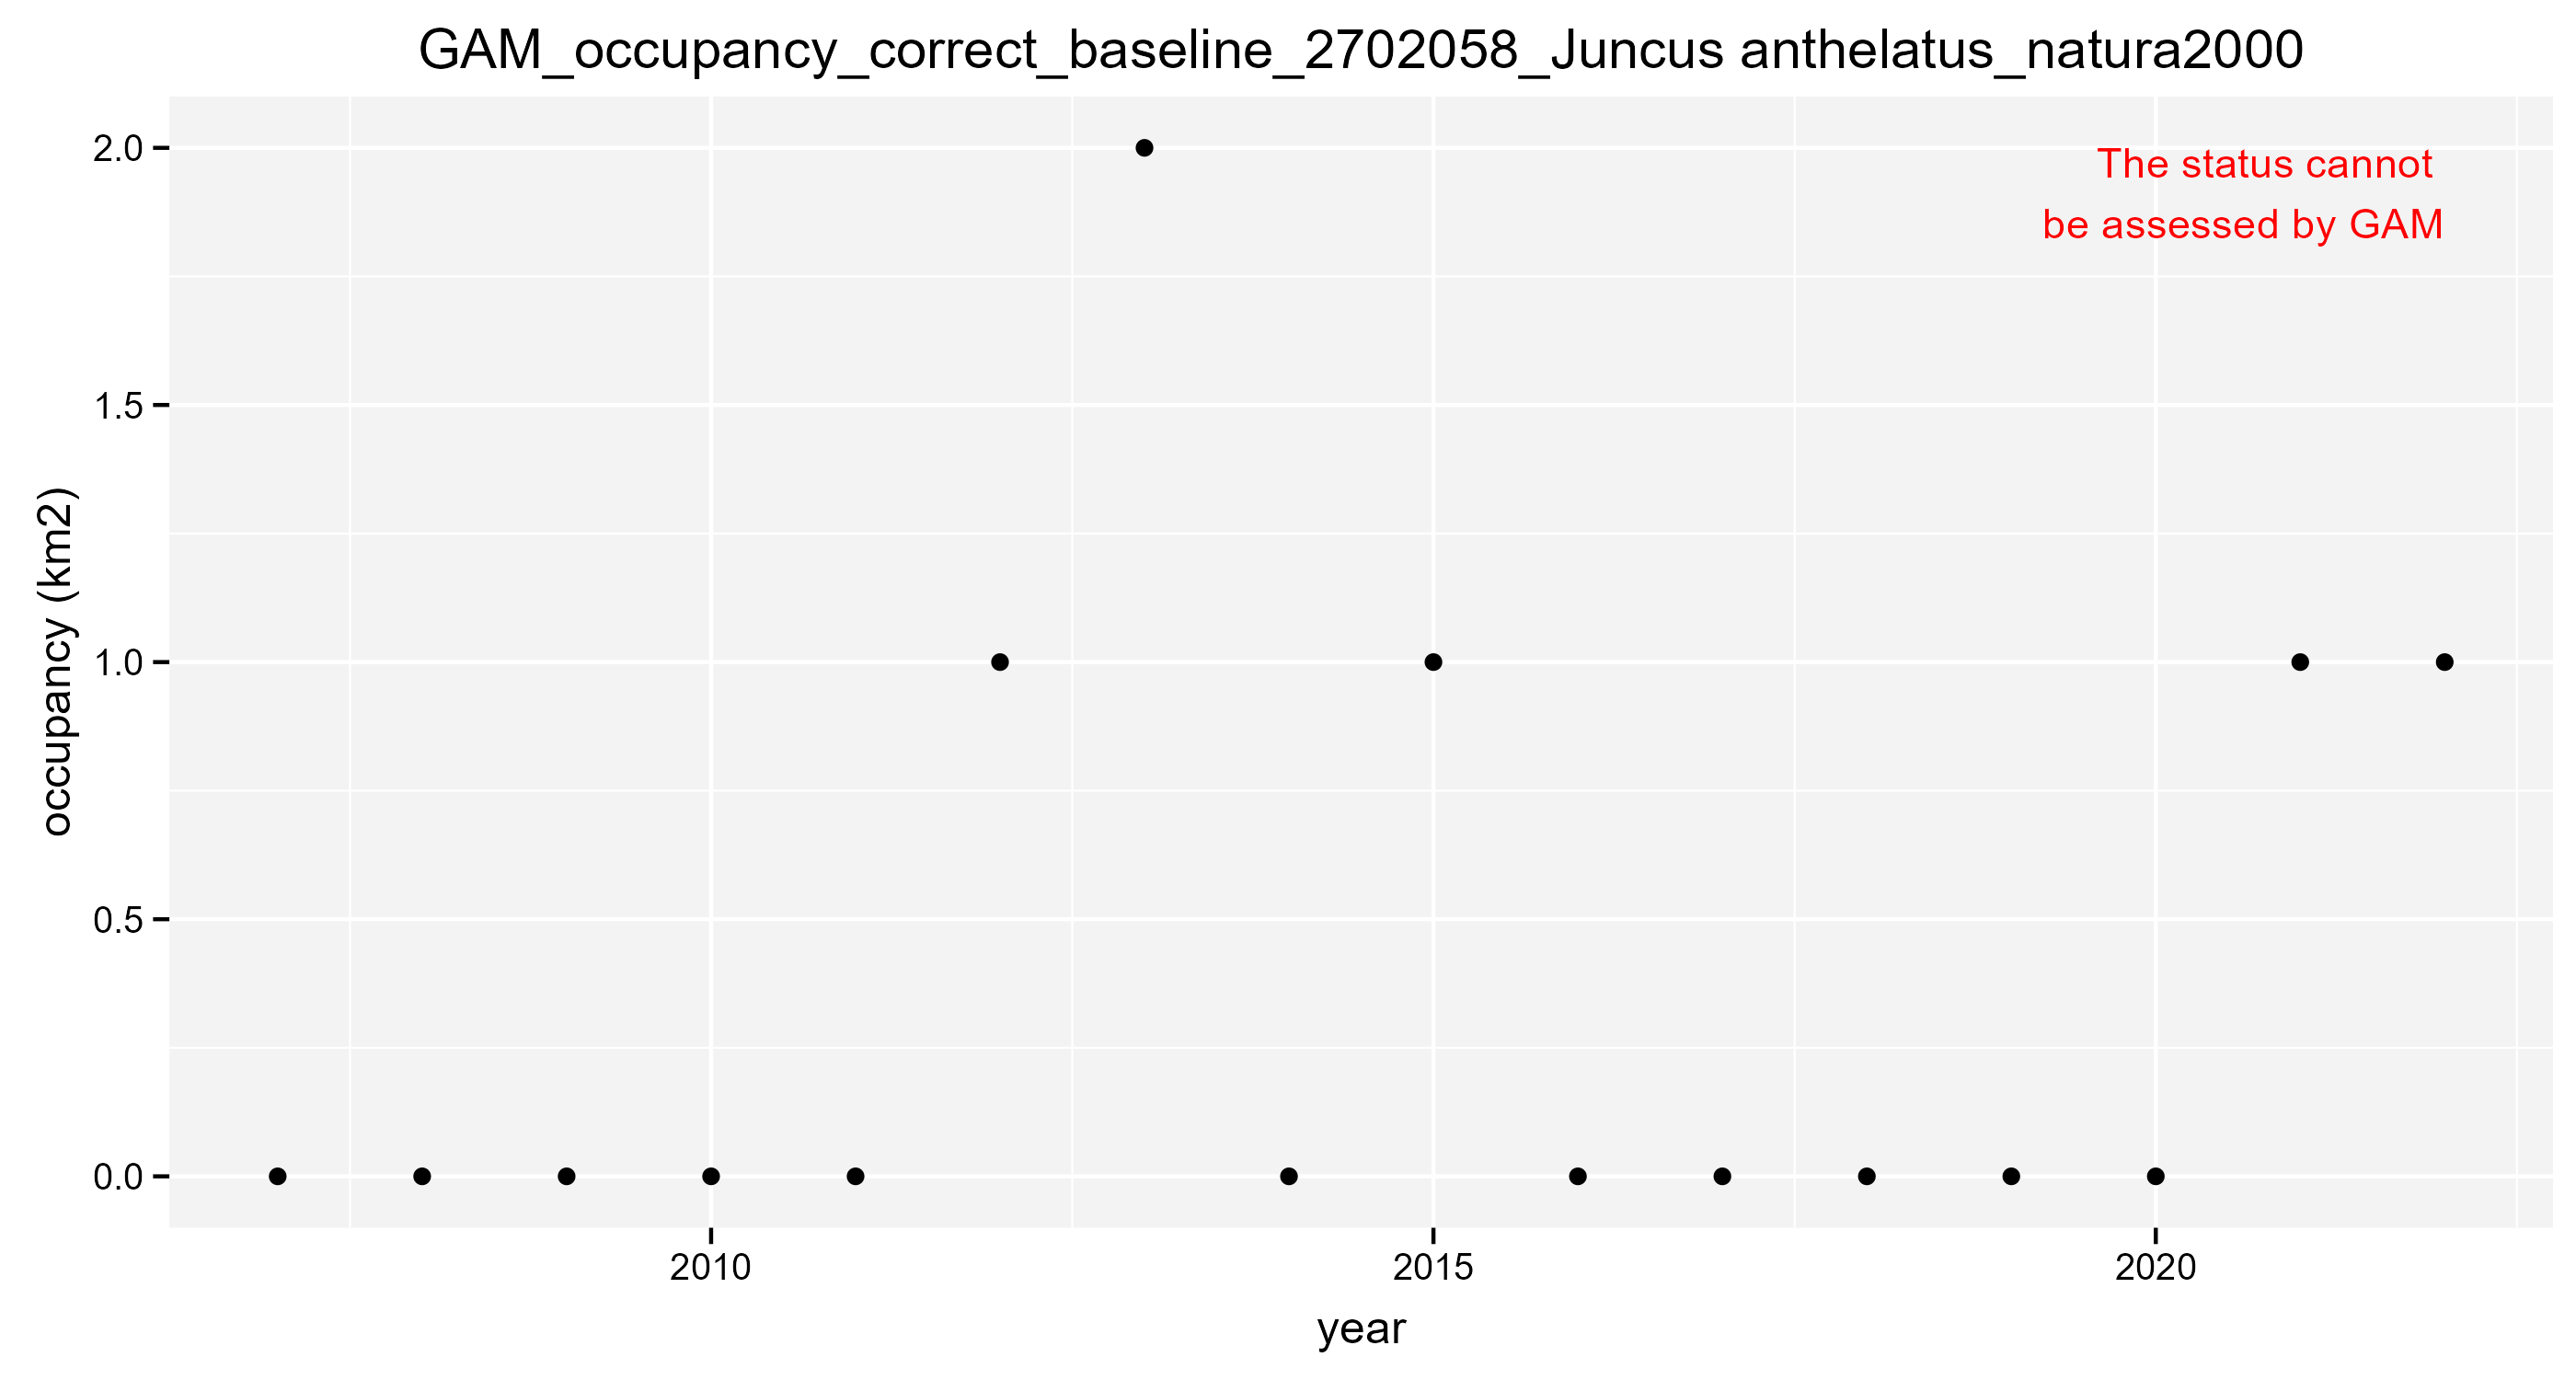 GAM_occupancy_correct_baseline_2702058_Juncus anthelatus_natura2000
The status cannot
be assessed by GAM
occupancy (km2)
2.0
1.5
1.0
0.5
0.0
2010 2015 2020
year